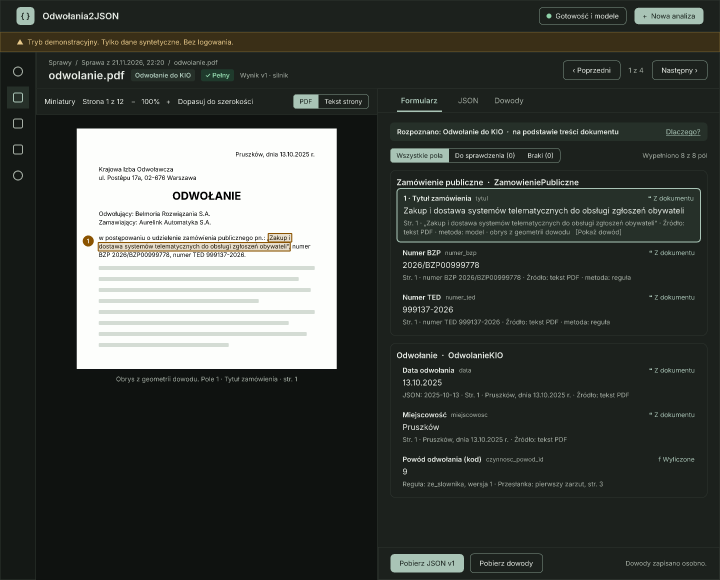 { } Odwołania2JSON
Gotowość i modele
+ Nowa analiza
▲ Tryb demonstracyjny. Tylko dane syntetyczne. Bez logowania.
Sprawy / Sprawa z 21.11.2026, 22:20 / odwolanie.pdf
odwolanie.pdf Odwołanie do KIO ✓ Pełny Wynik v1 · silnik
‹ Poprzedni 1 z 4 Następny ›
Miniatury Strona 1 z 12 − 100% + Dopasuj do szerokości PDF Tekst strony
Pruszków, dnia 13.10.2025 r.
Krajowa Izba Odwoławcza
ul. Postępu 17a, 02-676 Warszawa
ODWOŁANIE
Odwołujący: Belmoria Rozwiązania S.A.
Zamawiający: Aurelink Automatyka S.A.
1
w postępowaniu o udzielenie zamówienia publicznego pn.: „Zakup i
dostawa systemów telematycznych do obsługi zgłoszeń obywateli” numer
BZP 2026/BZP00999778, numer TED 999137-2026.
Obrys z geometrii dowodu. Pole 1 · Tytuł zamówienia · str. 1
Formularz JSON Dowody
Rozpoznano: Odwołanie do KIO · na podstawie treści dokumentu Dlaczego?
Wszystkie pola Do sprawdzenia (0) Braki (0) Wypełniono 8 z 8 pól
Zamówienie publiczne · ZamowieniePubliczne
1 · Tytuł zamówienia tytul ❝ Z dokumentu
Zakup i dostawa systemów telematycznych do obsługi zgłoszeń obywateli
Str. 1 · „Zakup i dostawa systemów telematycznych do obsługi zgłoszeń obywateli” · Źródło:
tekst PDF · metoda: model · obrys z geometrii dowodu [Pokaż dowód]
Numer BZP numer_bzp ❝ Z dokumentu
2026/BZP00999778
Str. 1 · numer BZP 2026/BZP00999778 · Źródło: tekst PDF · metoda: reguła
Numer TED numer_ted ❝ Z dokumentu
999137-2026
Str. 1 · numer TED 999137-2026 · Źródło: tekst PDF · metoda: reguła
Odwołanie · OdwolanieKIO
Data odwołania data ❝ Z dokumentu
13.10.2025
JSON: 2025-10-13 · Str. 1 · Pruszków, dnia 13.10.2025 r. · Źródło: tekst PDF
Miejscowość miejscowosc ❝ Z dokumentu
Pruszków
Str. 1 · Pruszków, dnia 13.10.2025 r. · Źródło: tekst PDF
Powód odwołania (kod) czynnosc_powod_id f Wyliczone
9
Reguła: ze_slownika, wersja 1 · Przesłanka: pierwszy zarzut, str. 3
Pobierz JSON v1 Pobierz dowody Dowody zapisano osobno.